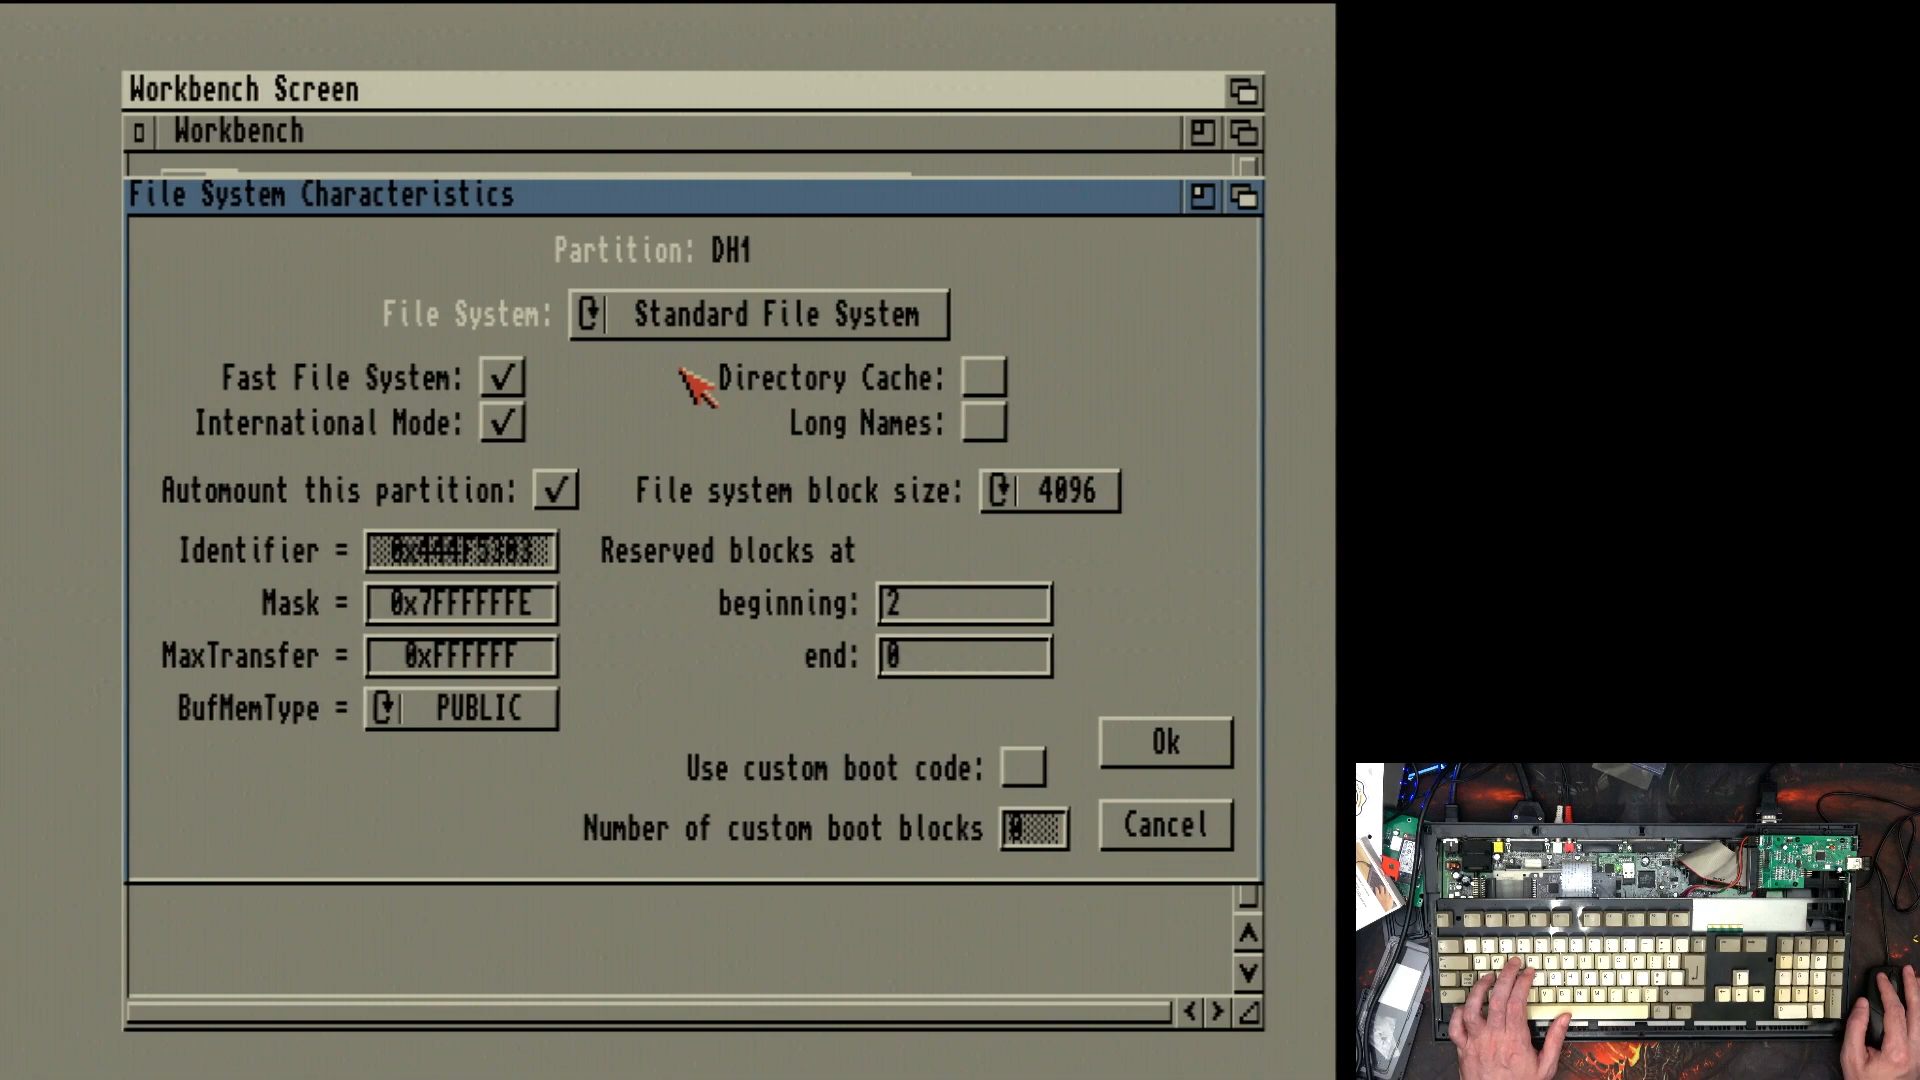 Workbench Screen
Workbench
File System Characteristics
Partition: DH1
File System: Standard File System
Fast File System: Directory Cache:
International Mode: Long Names:
Automount this partition: File system block size: 4096
Identifier = 0x444F5303 Reserved blocks at
Mask = 0x7FFFFFFE beginning: 2
MaxTransfer = 0xFFFFFF end: 0
BufMemType = PUBLIC
Ok
Use custom boot code:
Number of custom boot blocks 0 Cancel